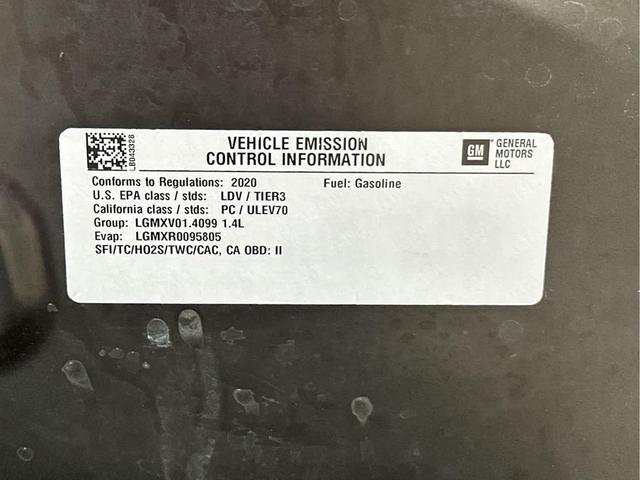 LB043328
VEHICLE EMISSION
CONTROL INFORMATION
GM
GENERAL
MOTORS
LLC
Conforms to Regulations: 2020 Fuel: Gasoline
U.S. EPA class / stds: LDV / TIER3
California class / stds: PC / ULEV70
Group: LGMXV01.4099 1.4L
Evap: LGMXR0095805
SFI/TC/HO2S/TWC/CAC, CA OBD: II